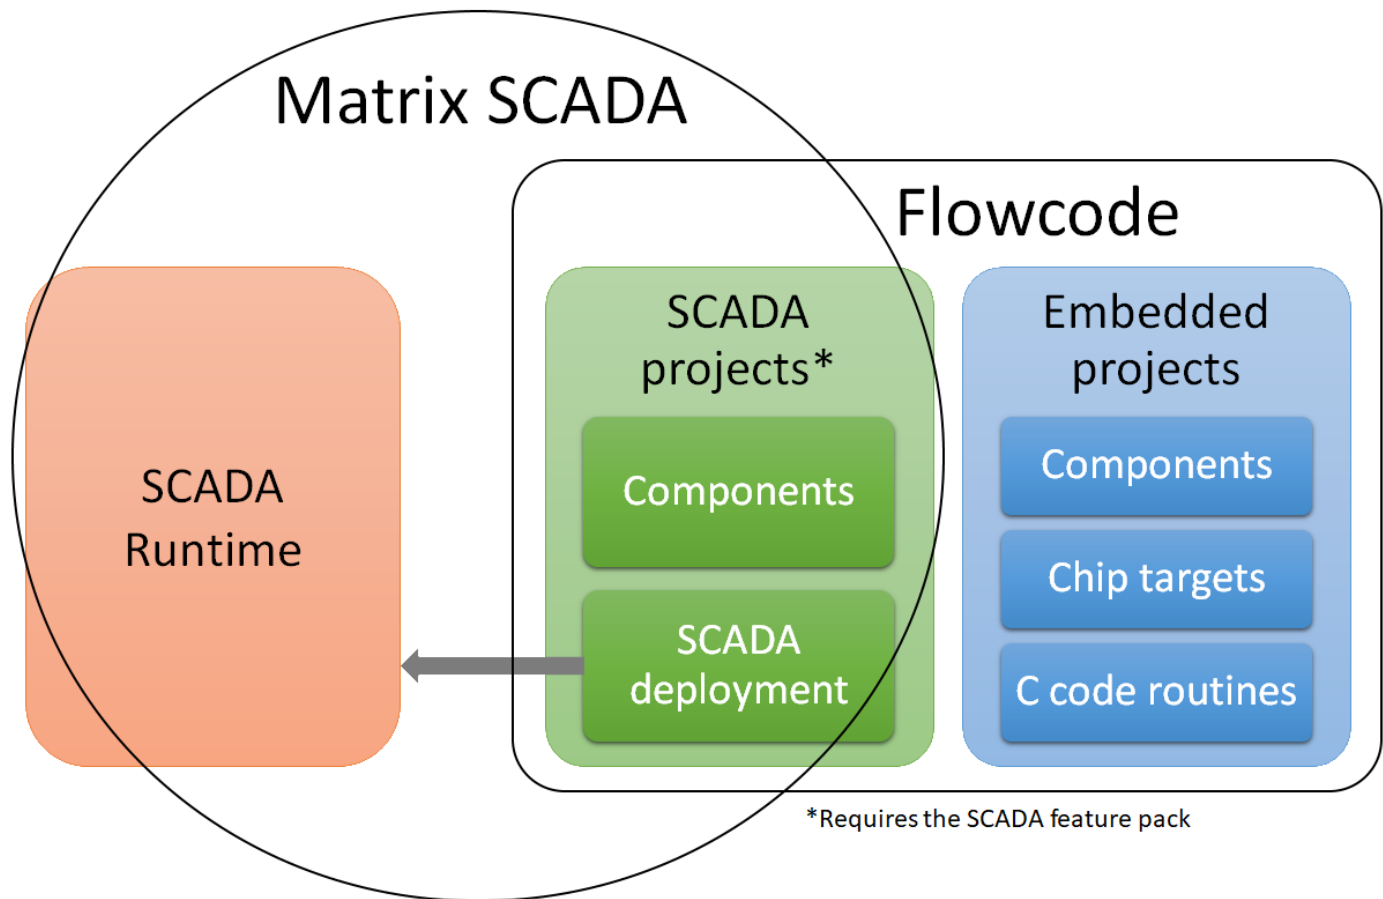 Matrix SCADA
Flowcode
SCADA
Runtime
SCADA
projects*
Components
SCADA
deployment
Embedded
projects
Components
Chip targets
C code routines
*Requires the SCADA feature pack